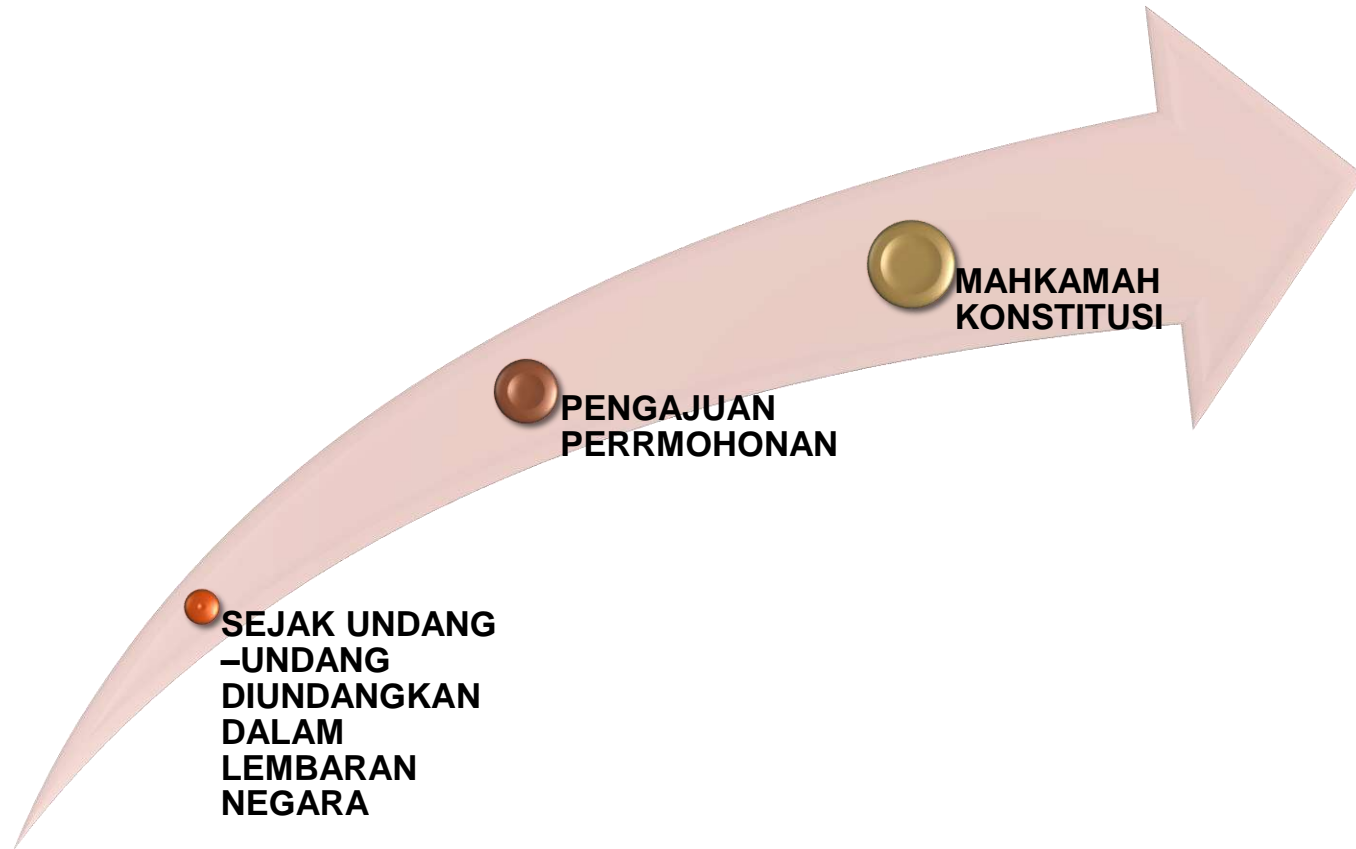 MAHKAMAH
KONSTITUSI
PENGAJUAN
PERRMOHONAN
SEJAK UNDANG
–UNDANG
DIUNDANGKAN
DALAM
LEMBARAN
NEGARA